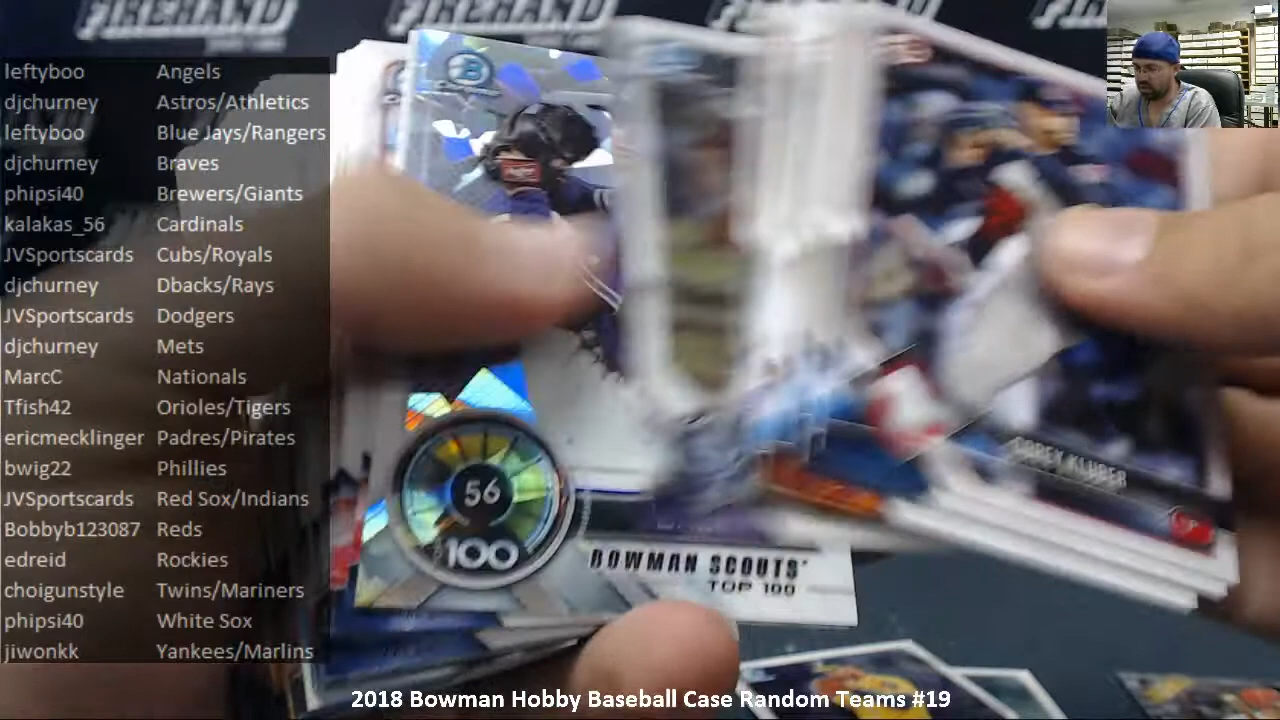 leftyboo Angels
djchurney Astros/Athletics
leftyboo Blue Jays/Rangers
djchurney Braves
phipsi40 Brewers/Giants
kalakas_56 Cardinals
JVSportscards Cubs/Royals
djchurney Dbacks/Rays
JVSportscards Dodgers
djchurney Mets
MarcC Nationals
Tfish42 Orioles/Tigers
ericmecklinger Padres/Pirates
bwig22 Phillies
JVSportscards Red Sox/Indians
Bobbyb123087 Reds
edreid Rockies
choigunstyle Twins/Mariners
phipsi40 White Sox
jiwonkk Yankees/Marlins
56
100
BOWMAN SCOUTS'
TOP 100
COREY KLUBER
2018 Bowman Hobby Baseball Case Random Teams #19